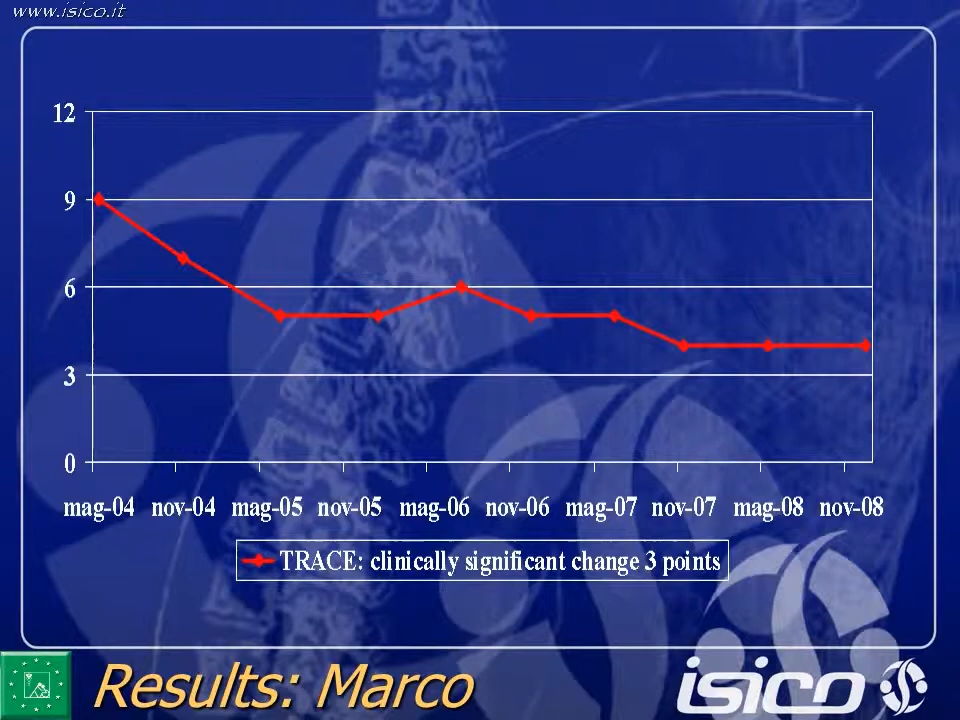 www.isico.it
12
9
6
3
0
mag-04 nov-04 mag-05 nov-05 mag-06 nov-06 mag-07 nov-07 mag-08 nov-08
TRACE: clinically significant change 3 points
Results: Marco
isico